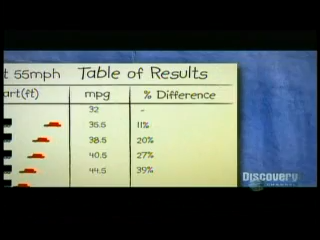 t 55mph Table of Results
art(ft) mpg % Difference
32 -
35.5 11%
38.5 20%
40.5 27%
44.5 39%
Discovery
CHANNEL